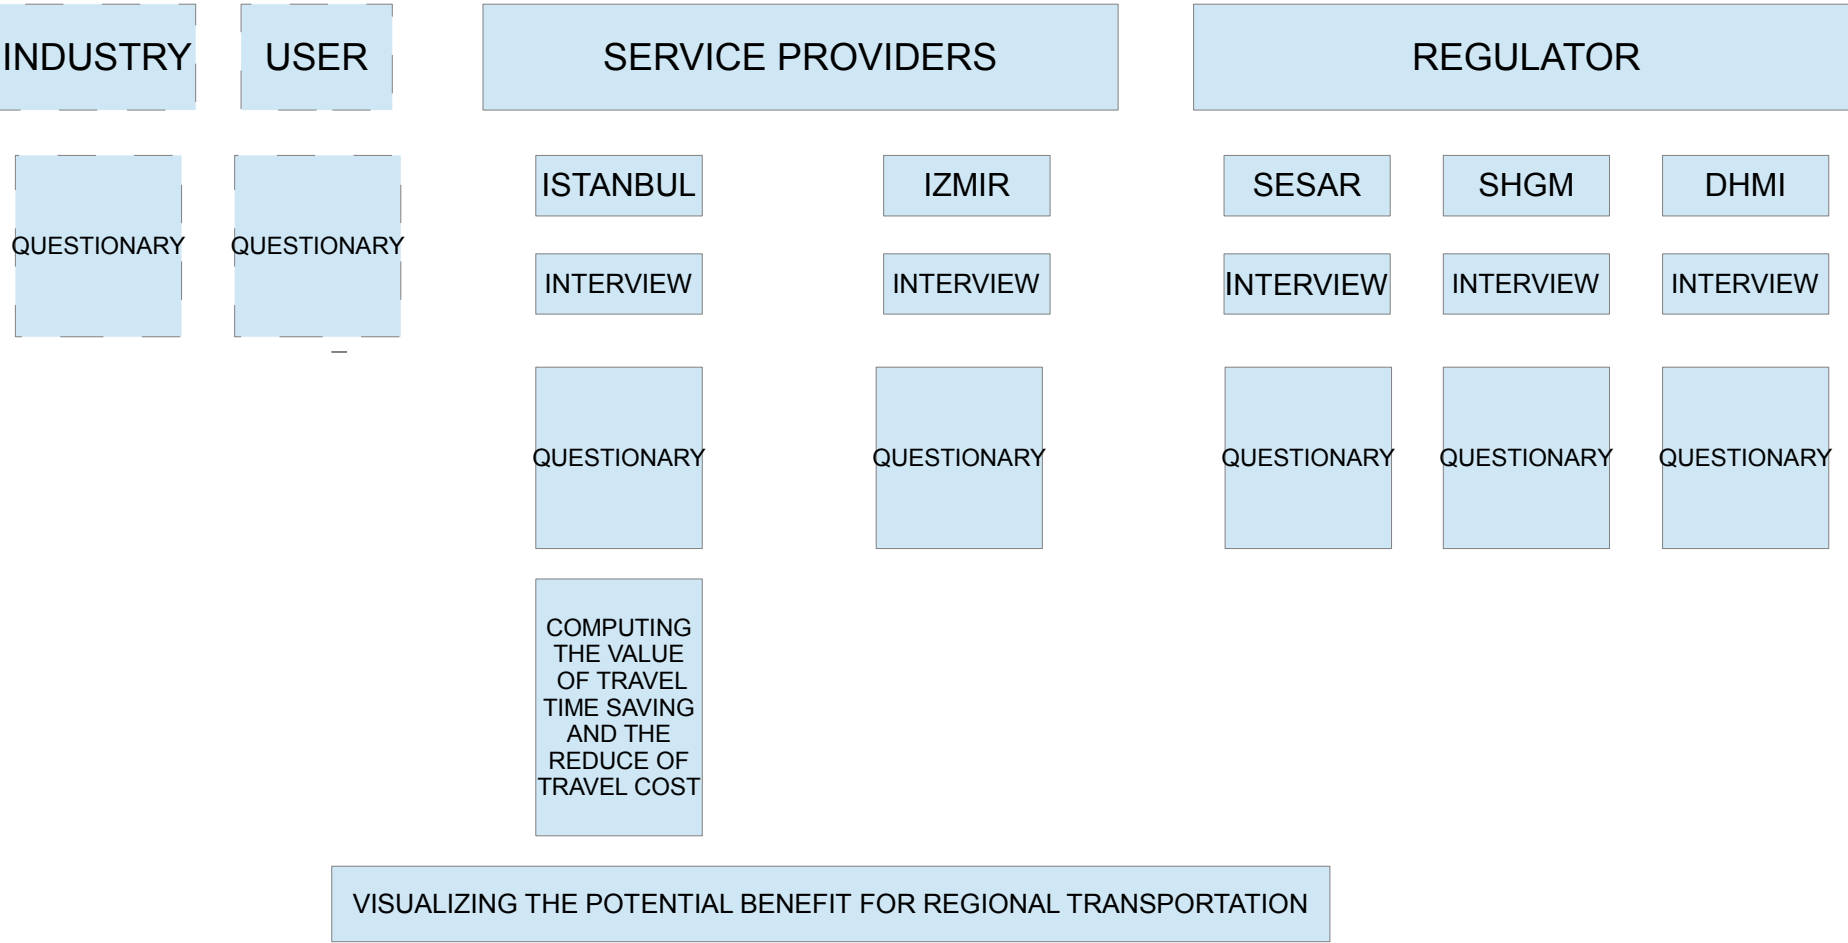 INDUSTRY
USER
SERVICE PROVIDERS
REGULATOR
ISTANBUL
IZMIR
SESAR
SHGM
DHMI
QUESTIONARY
QUESTIONARY
INTERVIEW
INTERVIEW
INTERVIEW
INTERVIEW
INTERVIEW
QUESTIONARY
QUESTIONARY
QUESTIONARY
QUESTIONARY
QUESTIONARY
COMPUTING
THE VALUE
OF TRAVEL
TIME SAVING
AND THE
REDUCE OF
TRAVEL COST
VISUALIZING THE POTENTIAL BENEFIT FOR REGIONAL TRANSPORTATION